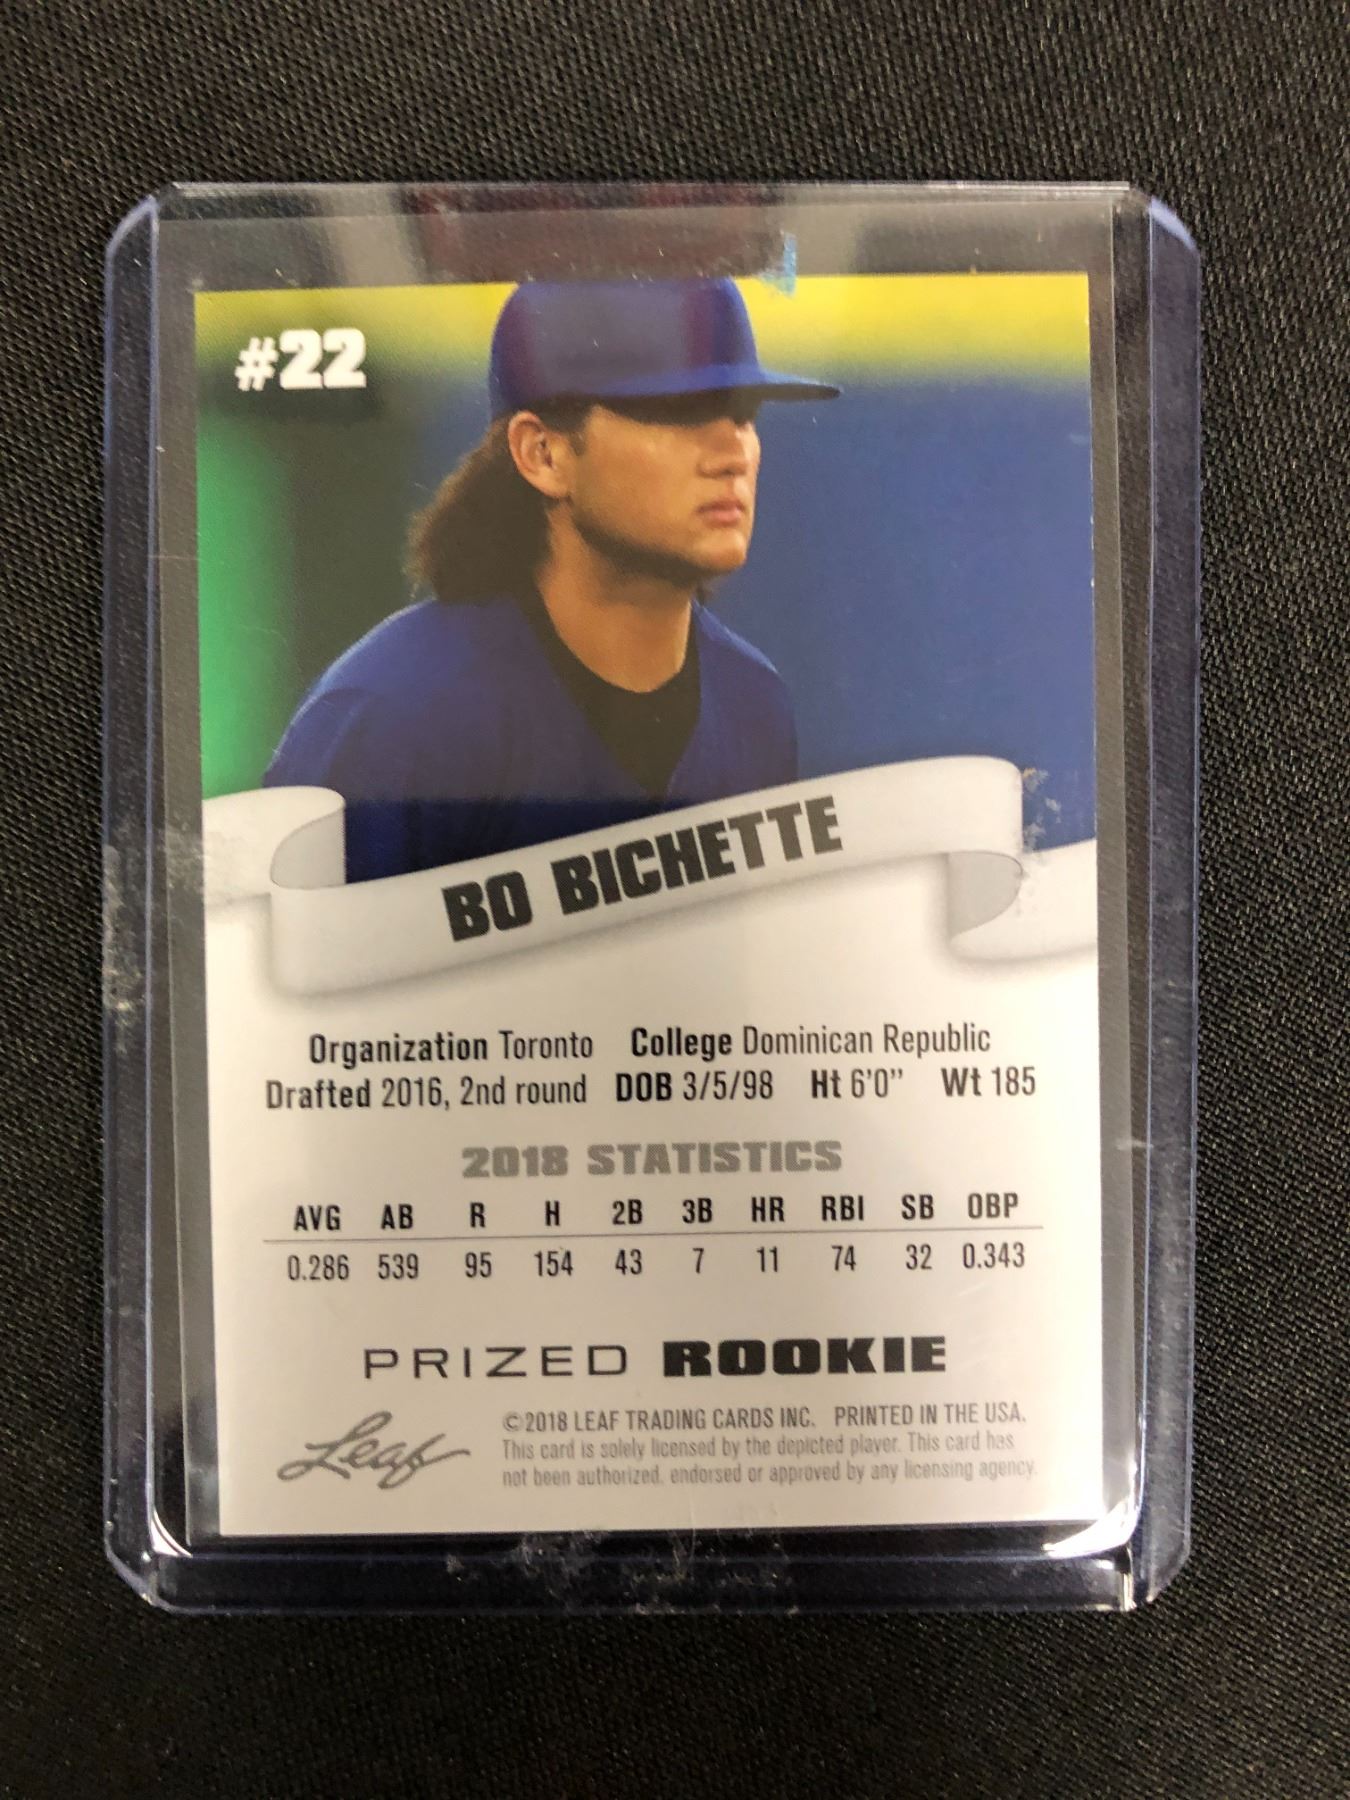 #22
BO BICHETTE
Organization Toronto College Dominican Republic
Drafted 2016, 2nd round DOB 3/5/98 Ht 6'0” Wt 185
2018 STATISTICS
AVG AB R H 2B 3B HR RBI SB OBP
0.286 539 95 154 43 7 11 74 32 0.343
PRIZED ROOKIE
Leaf
©2018 LEAF TRADING CARDS INC. PRINTED IN THE USA.
This card is solely licensed by the depicted player. This card has
not been authorized, endorsed or approved by any licensing agency.